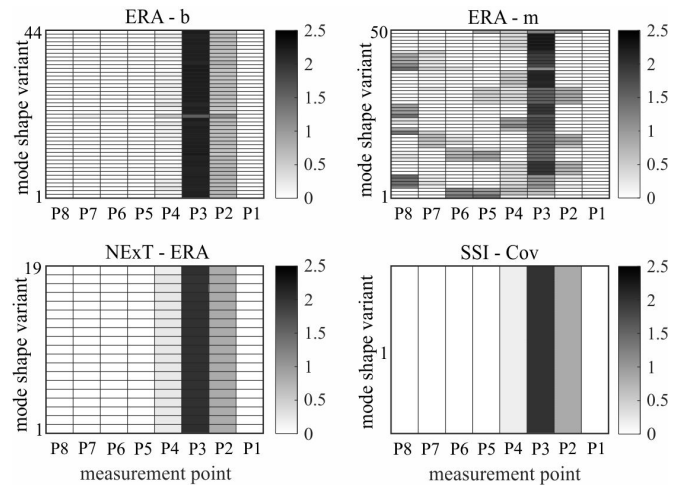 ERA - b
44
mode shape variant
1
P8 P7 P6 P5 P4 P3 P2 P1
2.5
2
1.5
1
0.5
0
ERA - m
50
mode shape variant
1
P8 P7 P6 P5 P4 P3 P2 P1
2.5
2
1.5
1
0.5
0
NExT - ERA
19
mode shape variant
1
P8 P7 P6 P5 P4 P3 P2 P1
measurement point
2.5
2
1.5
1
0.5
0
SSI - Cov
mode shape variant
1
P8 P7 P6 P5 P4 P3 P2 P1
measurement point
2.5
2
1.5
1
0.5
0